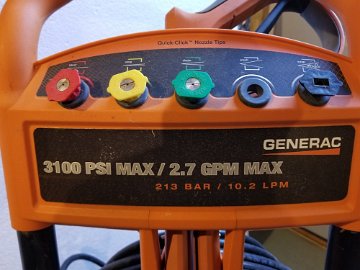 Quick-Click™ Nozzle Tips
GENERAC
3100 PSI MAX / 2.7 GPM MAX
213 BAR / 10.2 LPM